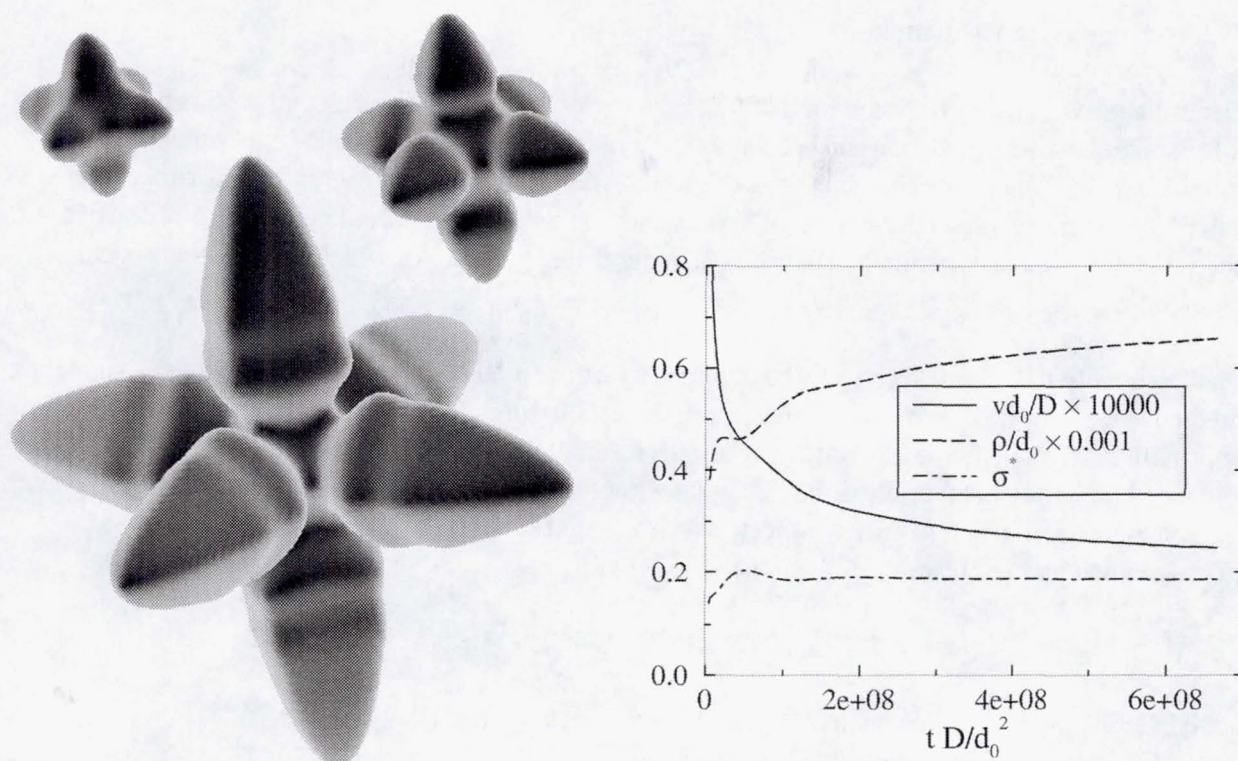 0.8
0.6
0.4
0.2
0.0
vd₀/D × 10000
ρ/d₀ × 0.001
σ*
0 2e+08 4e+08 6e+08
t D/d₀²